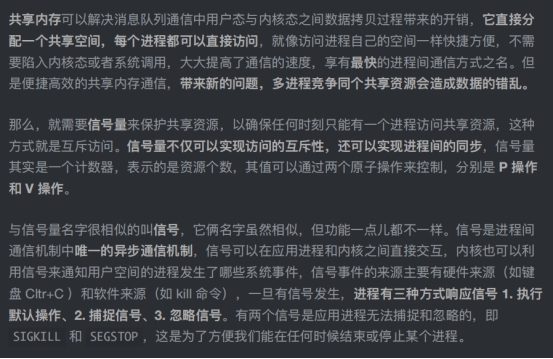 共享内存可以解决消息队列通信中用户态与内核态之间数据拷贝过程带来的开销，它直接分
配一个共享空间，每个进程都可以直接访问，就像访问进程自己的空间一样快捷方便，不需
要陷入内核态或者系统调用，大大提高了通信的速度，享有最快的进程间通信方式之名。但
是便捷高效的共享内存通信，带来新的问题，多进程竞争同个共享资源会造成数据的错乱。
那么，就需要信号量来保护共享资源，以确保任何时刻只能有一个进程访问共享资源，这种
方式就是互斥访问。信号量不仅可以实现访问的互斥性，还可以实现进程间的同步，信号量
其实是一个计数器，表示的是资源个数，其值可以通过两个原子操作来控制，分别是 P 操作
和 V 操作。
与信号量名字很相似的叫信号，它俩名字虽然相似，但功能一点儿都不一样。信号是进程间
通信机制中唯一的异步通信机制，信号可以在应用进程和内核之间直接交互，内核也可以利
用信号来通知用户空间的进程发生了哪些系统事件，信号事件的来源主要有硬件来源（如键
盘 Cltr+C ）和软件来源（如 kill 命令），一旦有信号发生，进程有三种方式响应信号 1. 执行
默认操作、2. 捕捉信号、3. 忽略信号。有两个信号是应用进程无法捕捉和忽略的，即
SIGKILL 和 SEGSTOP ，这是为了方便我们能在任何时候结束或停止某个进程。